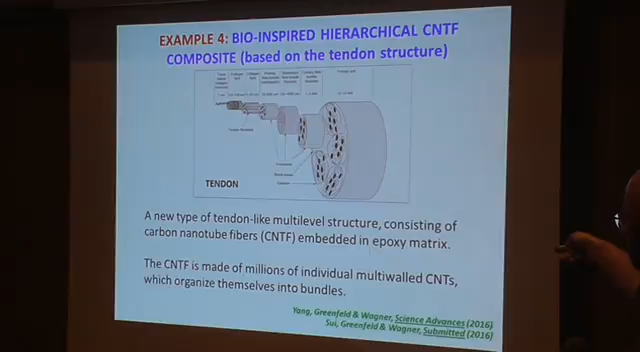 EXAMPLE 4: BIO-INSPIRED HIERARCHICAL CNTF
COMPOSITE (based on the tendon structure)
TENDON
A new type of tendon-like multilevel structure, consisting of
carbon nanotube fibers (CNTF) embedded in epoxy matrix.
The CNTF is made of millions of individual multiwalled CNTs,
which organize themselves into bundles.
Yang, Greenfeld & Wagner, Science Advances (2016)
Sui, Greenfeld & Wagner, Submitted (2016)